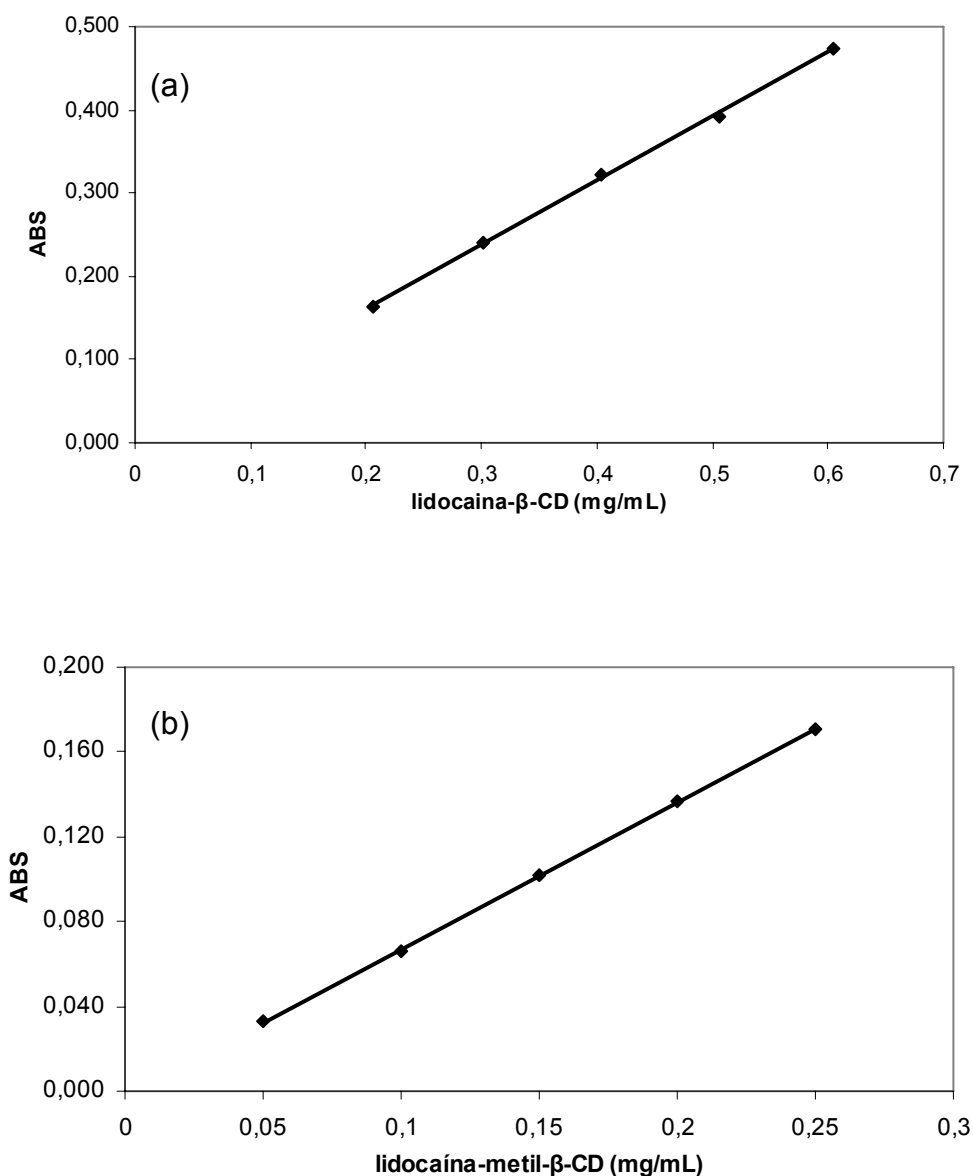 0,500
(a)
0,400
0,300
ABS
0,200
0,100
0,000
0 0,1 0,2 0,3 0,4 0,5 0,6 0,7
lidocaina-β-CD (mg/mL)
0,200
(b)
0,160
0,120
ABS
0,080
0,040
0,000
0 0,05 0,1 0,15 0,2 0,25 0,3
lidocaína-metil-β-CD (mg/mL)